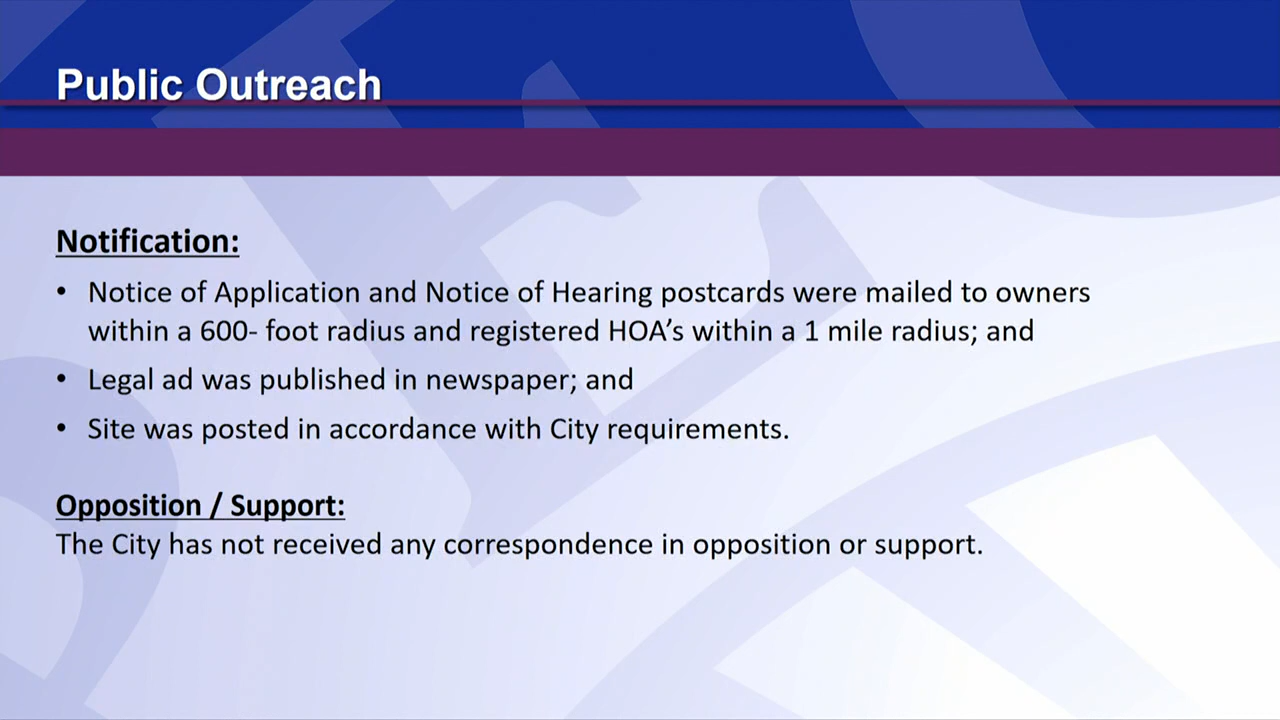 Public Outreach
Notification:
• Notice of Application and Notice of Hearing postcards were mailed to owners
within a 600- foot radius and registered HOA’s within a 1 mile radius; and
• Legal ad was published in newspaper; and
• Site was posted in accordance with City requirements.
Opposition / Support:
The City has not received any correspondence in opposition or support.